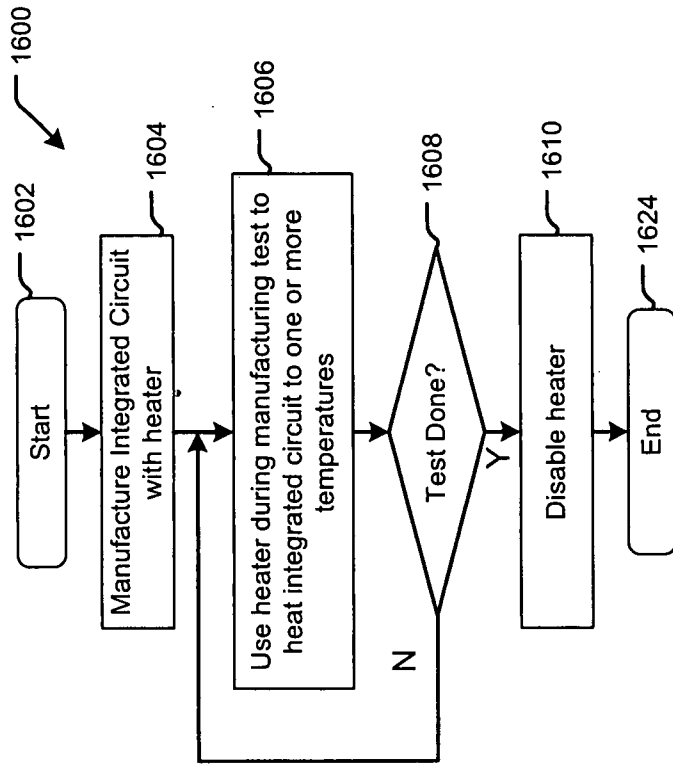 1600
Start
1602
Manufacture Integrated Circuit
with heater
1604
Use heater during manufacturing test to
heat integrated circuit to one or more
temperatures
1606
Test Done?
1608
N
Y
Disable heater
1610
End
1624